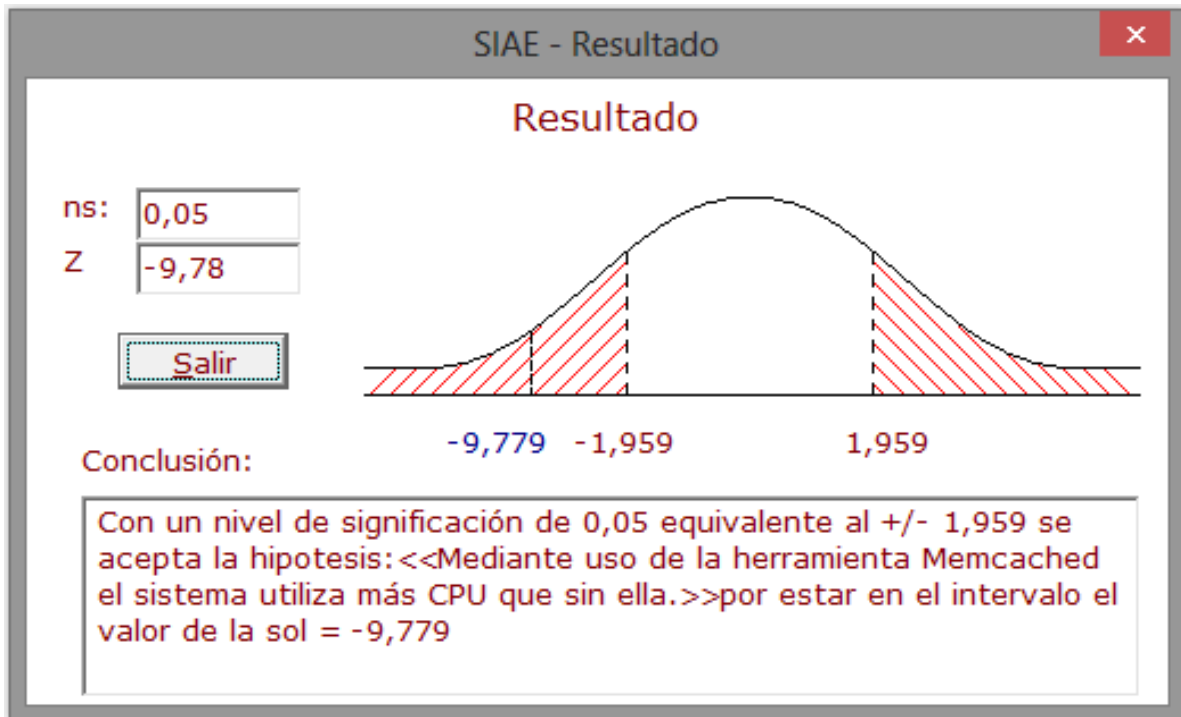 SIAE - Resultado
Resultado
ns: 0,05
Z -9,78
Salir
-9,779 -1,959 1,959
Conclusión:
Con un nivel de significación de 0,05 equivalente al +/- 1,959 se
acepta la hipotesis:<<Mediante uso de la herramienta Memcached
el sistema utiliza más CPU que sin ella.>>por estar en el intervalo el
valor de la sol = -9,779